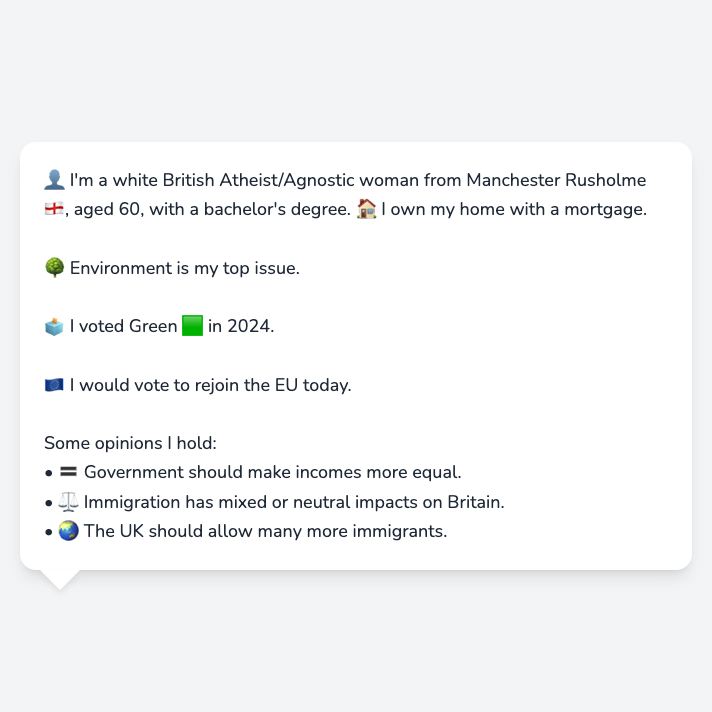 👤 I'm a white British Atheist/Agnostic woman from Manchester Rusholme
🏴󠁧󠁢󠁥󠁮󠁧󠁿, aged 60, with a bachelor's degree. 🏠 I own my home with a mortgage.
🌳 Environment is my top issue.
🗳️ I voted Green 🟩 in 2024.
🇪🇺 I would vote to rejoin the EU today.
Some opinions I hold:
• 🟰 Government should make incomes more equal.
• ⚖️ Immigration has mixed or neutral impacts on Britain.
• 🌏 The UK should allow many more immigrants.